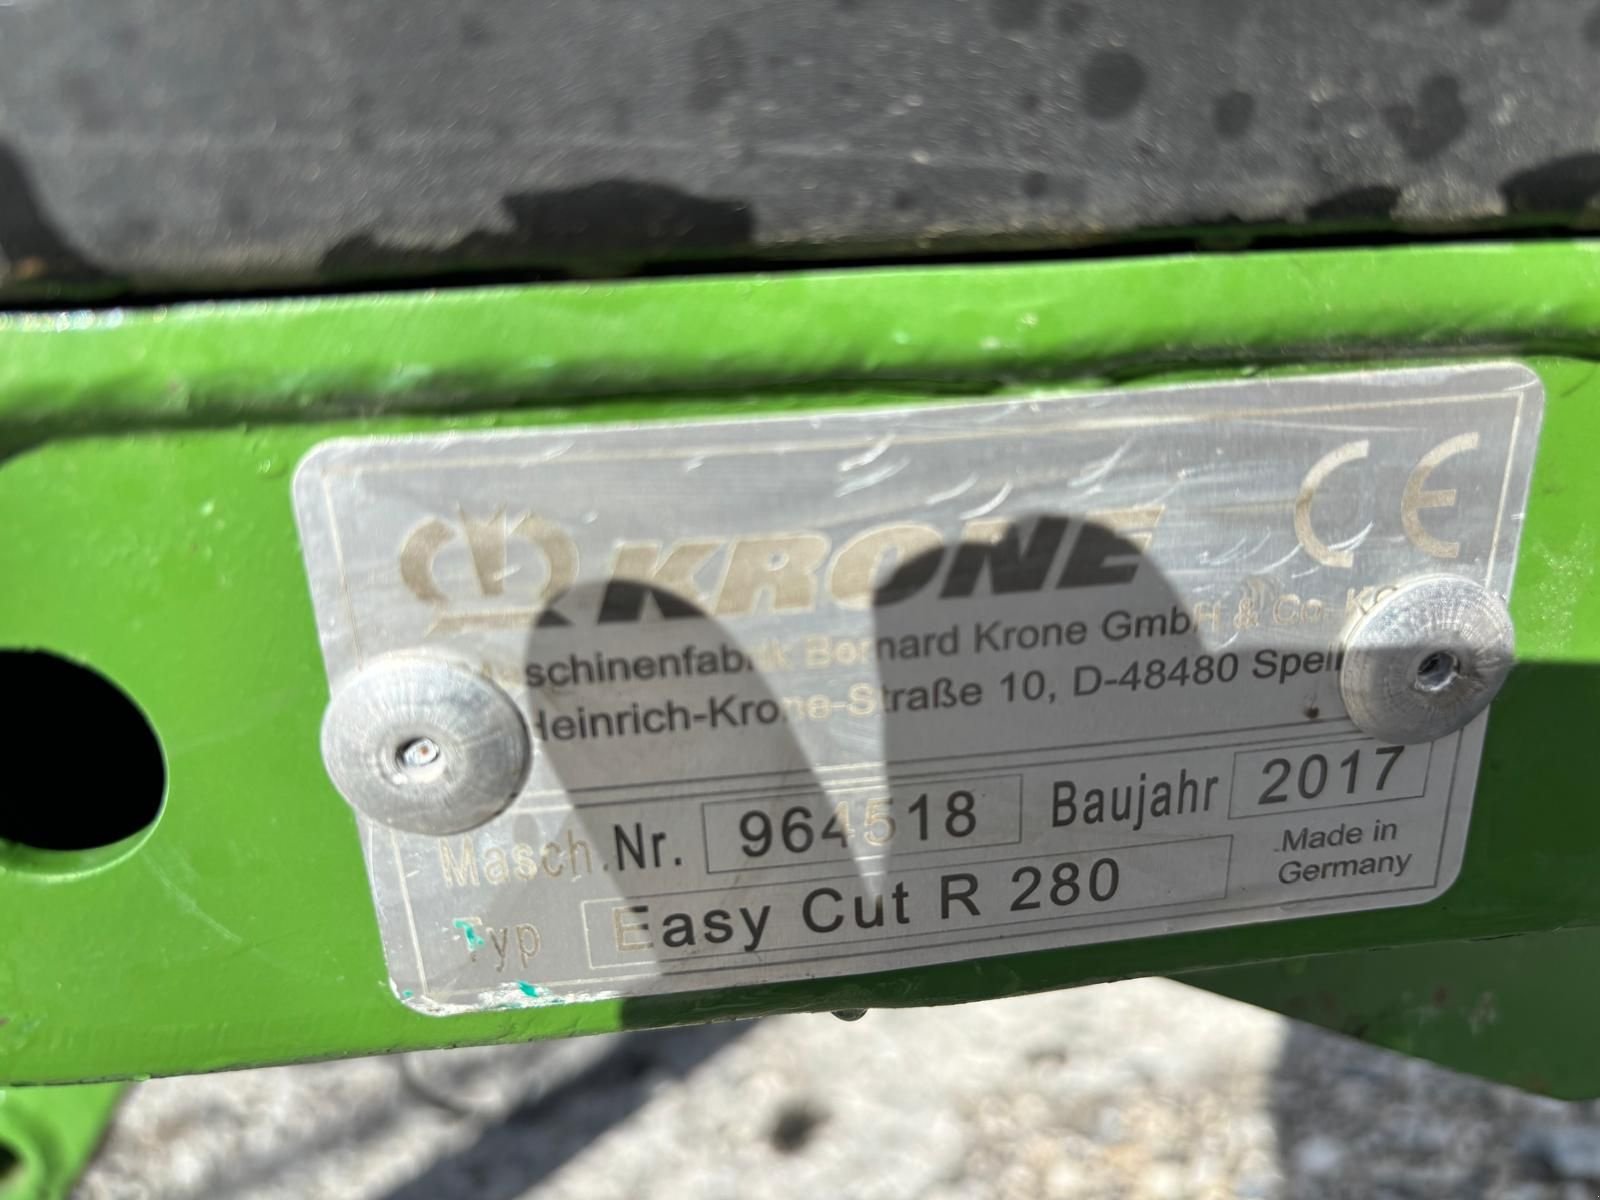 KRONE CE
Maschinenfabrik Bernard Krone GmbH & Co. KG
Heinrich-Krone-Straße 10, D-48480
Masch.Nr. 964518 Baujahr 2017
Typ Easy Cut R 280
Made in
Germany